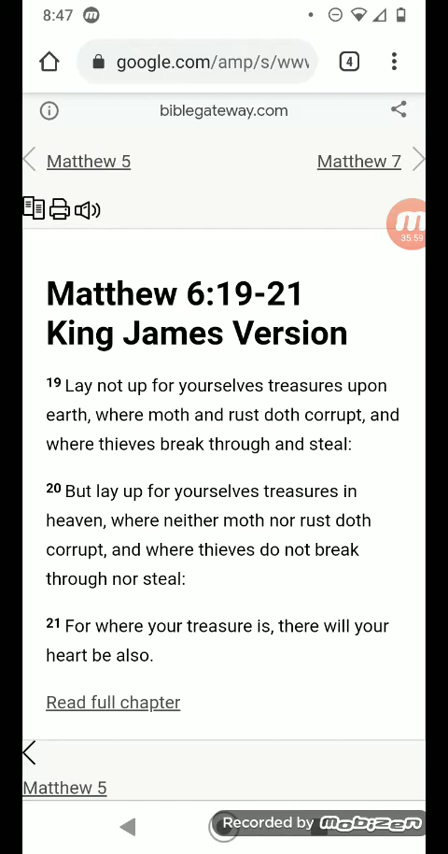 8:47
google.com/amp/s/www
4
biblegateway.com
Matthew 5
Matthew 7
35:59
Matthew 6:19-21
King James Version
19 Lay not up for yourselves treasures upon
earth, where moth and rust doth corrupt, and
where thieves break through and steal:
20 But lay up for yourselves treasures in
heaven, where neither moth nor rust doth
corrupt, and where thieves do not break
through nor steal:
21 For where your treasure is, there will your
heart be also.
Read full chapter
Matthew 5
Recorded by mobizen